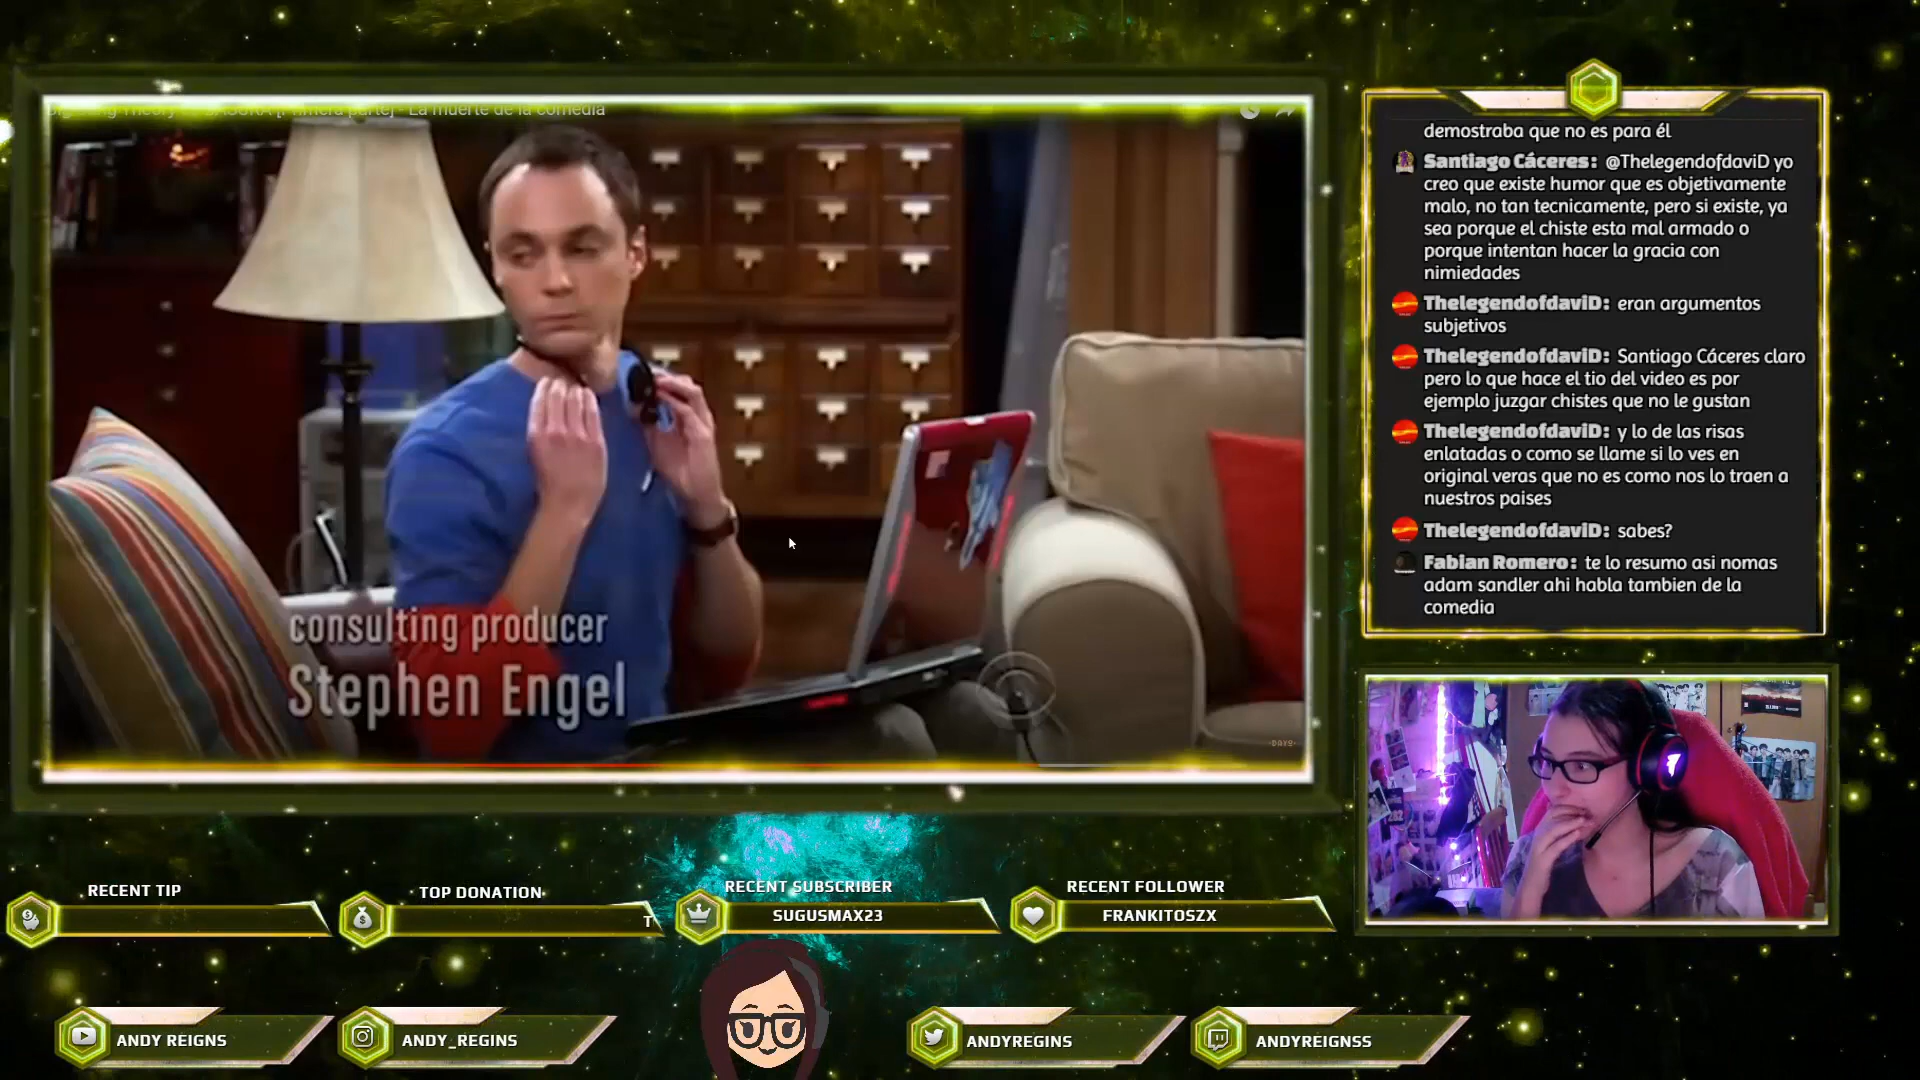 La muerte de la comedia
consulting producer
Stephen Engel
DAYO
demostraba que no es para él
Santiago Cáceres: @ThelegendofdaviD yo
creo que existe humor que es objetivamente
malo, no tan tecnicamente, pero si existe, ya
sea porque el chiste esta mal armado o
porque intentan hacer la gracia con
nimiedades
ThelegendofdaviD: eran argumentos
subjetivos
ThelegendofdaviD: Santiago Cáceres claro
pero lo que hace el tio del video es por
ejemplo juzgar chistes que no le gustan
ThelegendofdaviD: y lo de las risas
enlatadas o como se llame si lo ves en
original veras que no es como nos lo traen a
nuestros paises
ThelegendofdaviD: sabes?
Fabian Romero: te lo resumo asi nomas
adam sandler ahi habla tambien de la
comedia
RECENT TIP
TOP DONATION
T
RECENT SUBSCRIBER
SUGUSMAX23
RECENT FOLLOWER
FRANKITOSZX
ANDY REIGNS
ANDY_REGINS
ANDYREGINS
ANDYREIGNSS